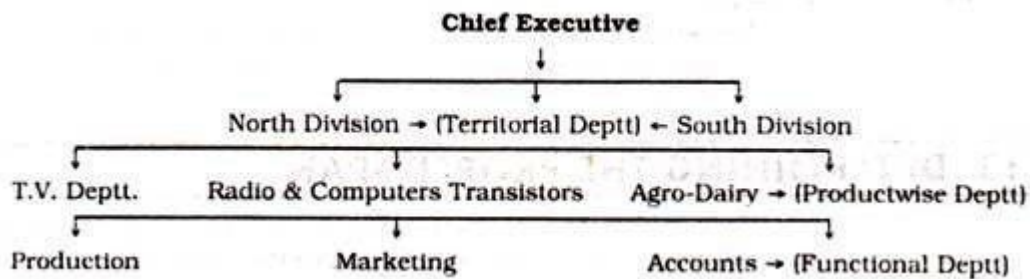 Chief Executive
North Division → (Territorial Deptt) ← South Division
T.V. Deptt. Radio & Computers Transistors Agro-Dairy → (Productwise Deptt)
Production Marketing Accounts → (Functional Deptt)